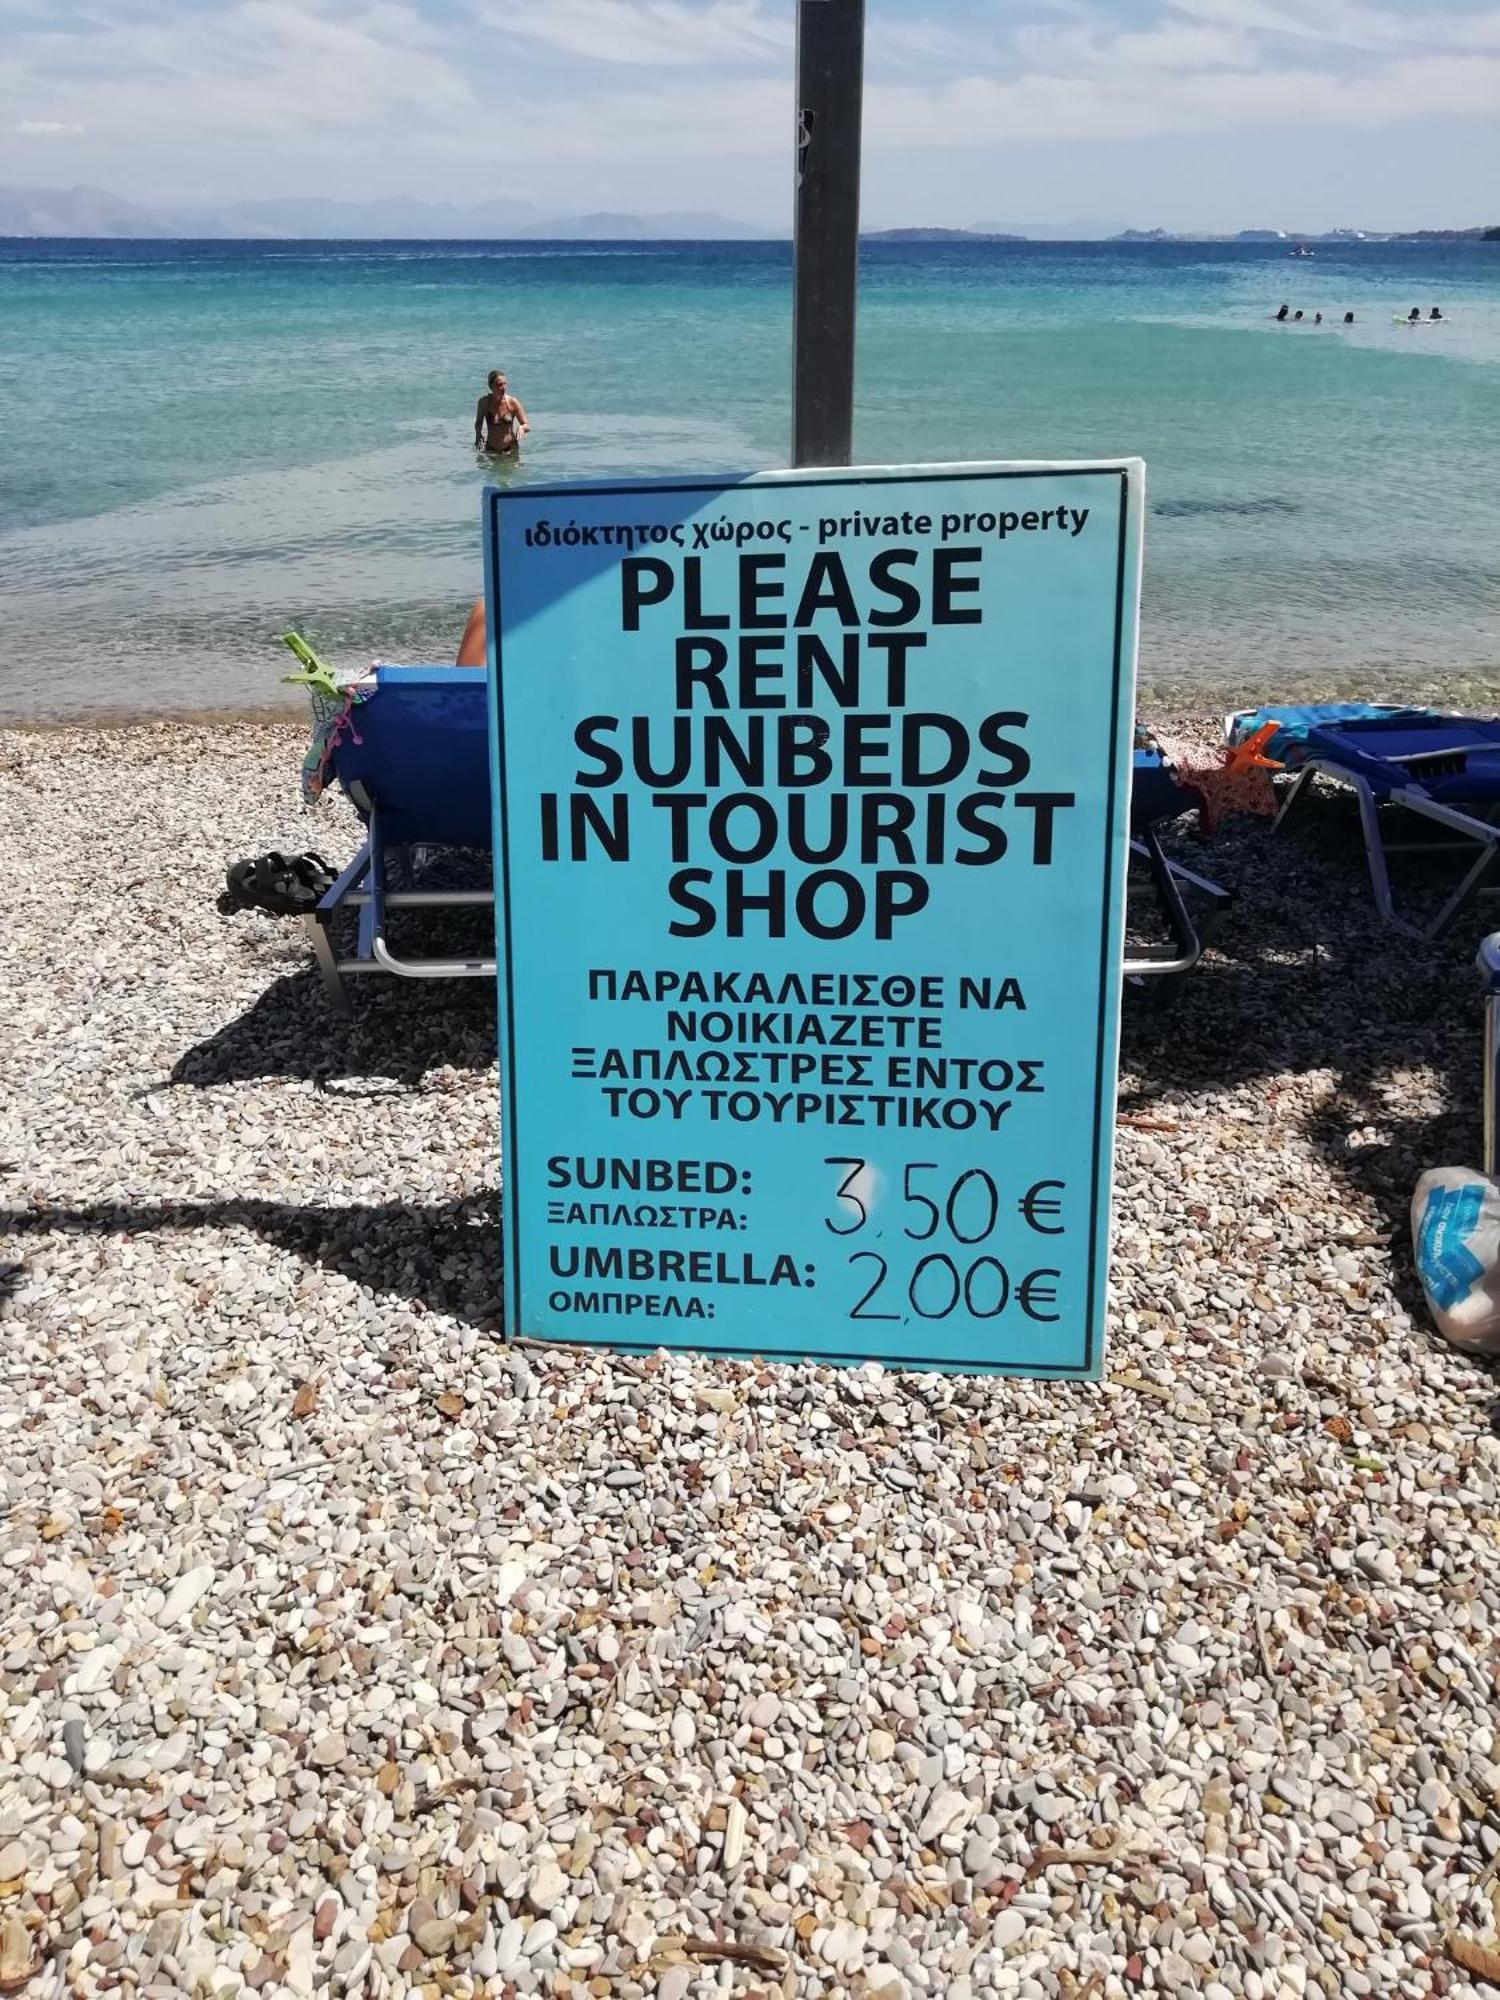 ιδιόκτητος χώρος - private property
PLEASE
RENT
SUNBEDS
IN TOURIST
SHOP
ΠΑΡΑΚΑΛΕΙΣΘΕ ΝΑ
ΝΟΙΚΙΑΖΕΤΕ
ΞΑΠΛΩΣΤΡΕΣ ΕΝΤΟΣ
ΤΟΥ ΤΟΥΡΙΣΤΙΚΟΥ
SUNBED: 3,50 €
ΞΑΠΛΩΣΤΡΑ:
UMBRELLA: 2,00€
ΟΜΠΡΕΛΑ: